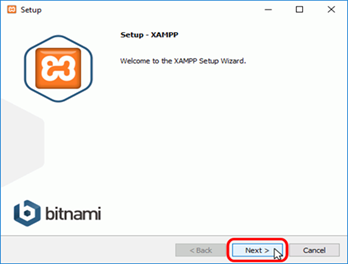 Setup
Setup - XAMPP
Welcome to the XAMPP Setup Wizard.
bitnami
< Back
Next >
Cancel